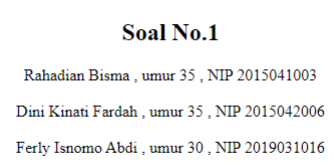 Soal No.1
Rahadian Bisma , umur 35 , NIP 2015041003
Dini Kinati Fardah , umur 35 , NIP 2015042006
Ferly Isnomo Abdi , umur 30 , NIP 2019031016